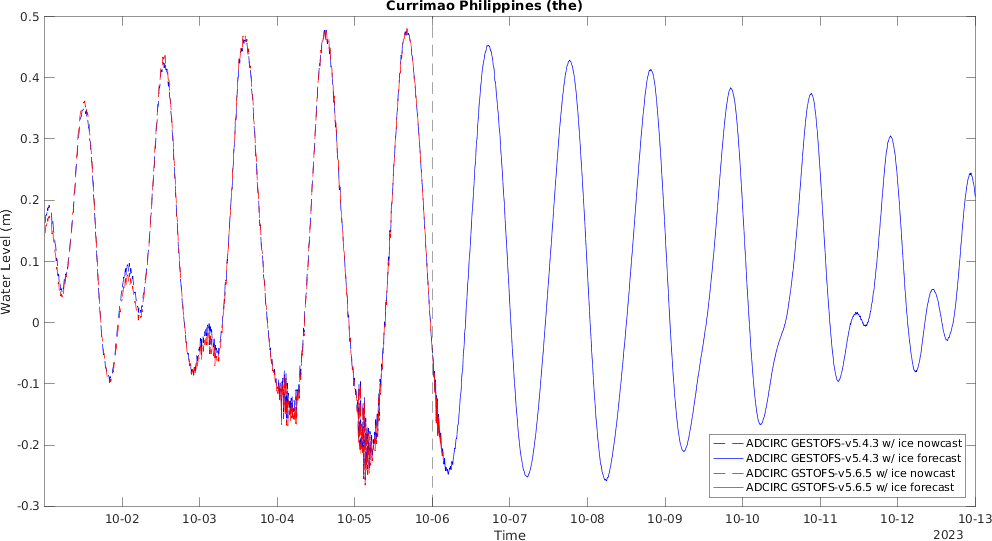 Currimao Philippines (the)
0.5
0.4
0.3
0.2
0.1
0
-0.1
-0.2
-0.3
Water Level (m)
ADCIRC GESTOFS-v5.4.3 w/ ice nowcast
ADCIRC GESTOFS-v5.4.3 w/ ice forecast
ADCIRC GSTOFS-v5.6.5 w/ ice nowcast
ADCIRC GSTOFS-v5.6.5 w/ ice forecast
10-02 10-03 10-04 10-05 10-06 10-07 10-08 10-09 10-10 10-11 10-12 10-13
Time
2023